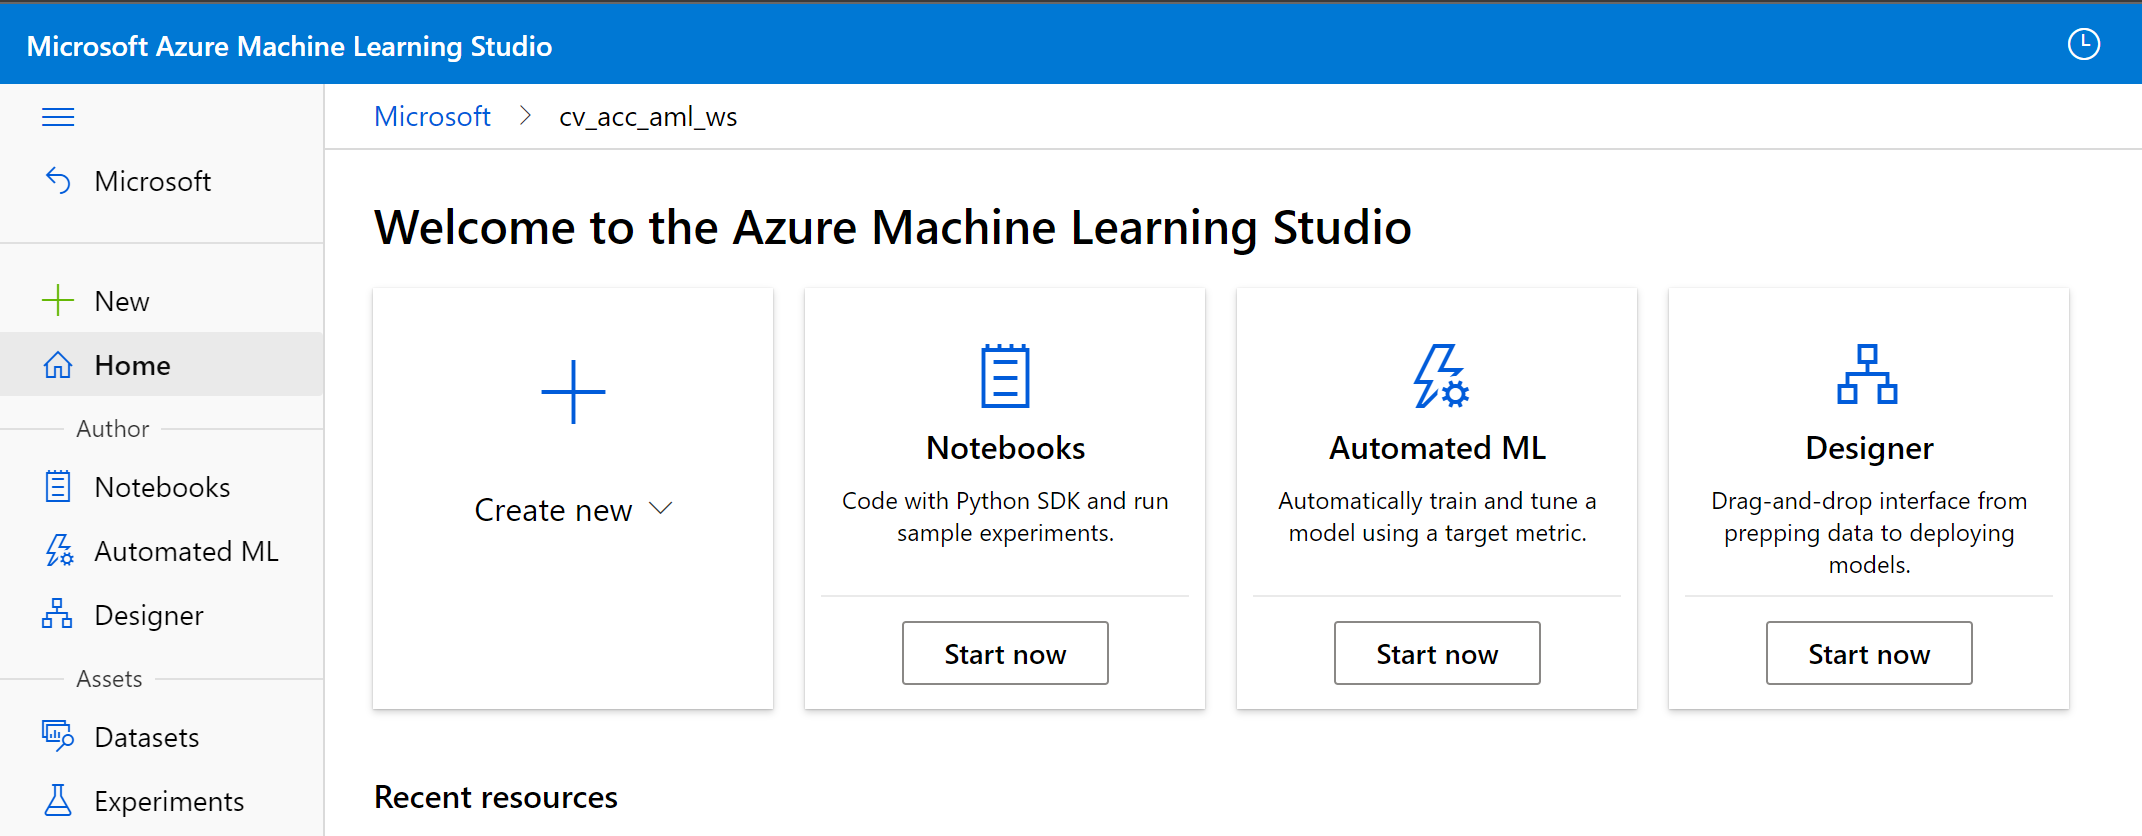 Microsoft Azure Machine Learning Studio
Microsoft > cv_acc_aml_ws
Microsoft
New
Home
Author
Notebooks
Automated ML
Designer
Assets
Datasets
Experiments
Welcome to the Azure Machine Learning Studio
Create new
Notebooks
Code with Python SDK and run
sample experiments.
Start now
Automated ML
Automatically train and tune a
model using a target metric.
Start now
Designer
Drag-and-drop interface from
prepping data to deploying
models.
Start now
Recent resources